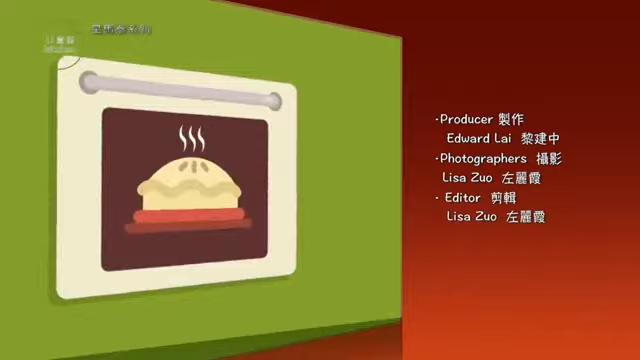 ·Producer 製作
Edward Lai 黎建中
·Photographers 攝影
Lisa Zuo 左麗霞
· Editor 剪輯
Lisa Zuo 左麗霞